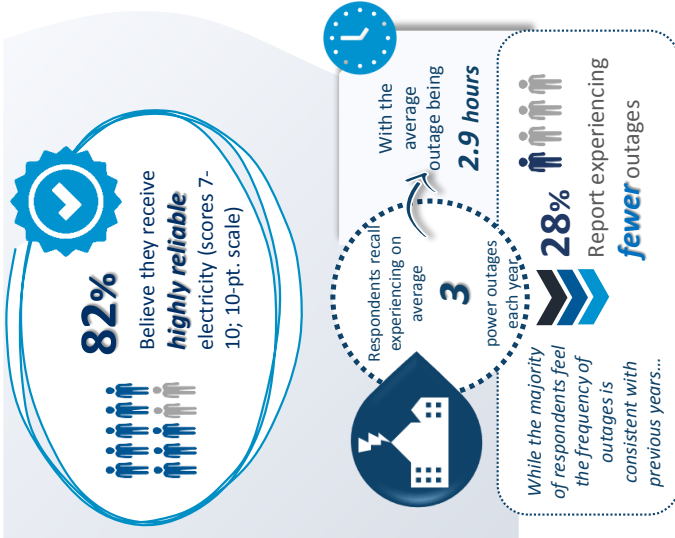 82%
Believe they receive
highly reliable
electricity (scores 7-
10; 10-pt. scale)
Respondents recall
experiencing on
average
3
power outages
each year,
With the
average
outage being
2.9 hours
While the majority
of respondents feel
the frequency of
outages is
consistent with
previous years...
28%
Report experiencing
fewer outages